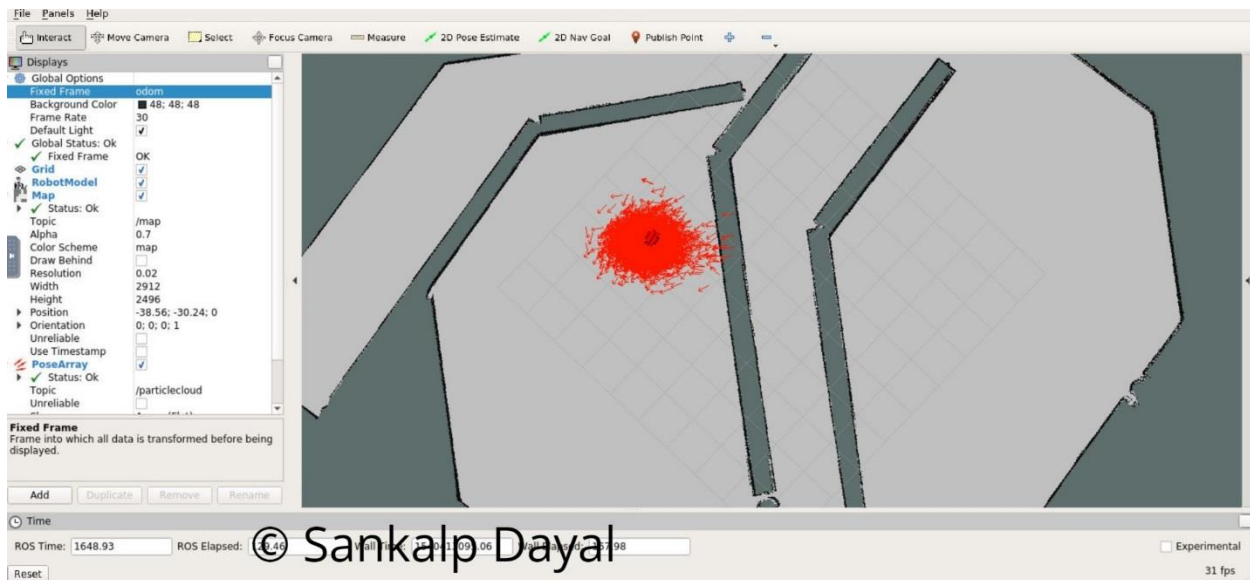 File Panels Help
Interact Move Camera Select Focus Camera Measure 2D Pose Estimate 2D Nav Goal Publish Point
Displays
Global Options
Fixed Frame odom
Background Color 48; 48; 48
Frame Rate 30
Default Light
Global Status: Ok
Fixed Frame OK
Grid
RobotModel
Map
Status: Ok
Topic /map
Alpha 0.7
Color Scheme map
Draw Behind
Resolution 0.02
Width 2912
Height 2496
Position -38.56; -30.24; 0
Orientation 0; 0; 0; 1
Unreliable
Use Timestamp
PoseArray
Status: Ok
Topic /particlecloud
Unreliable
Fixed Frame
Frame into which all data is transformed before being
displayed.
Add Duplicate Remove Rename
Time
ROS Time: 1648.93 ROS Elapsed: Wall Time: Wall Elapsed: Experimental
© Sankalp Dayal
Reset 31 fps